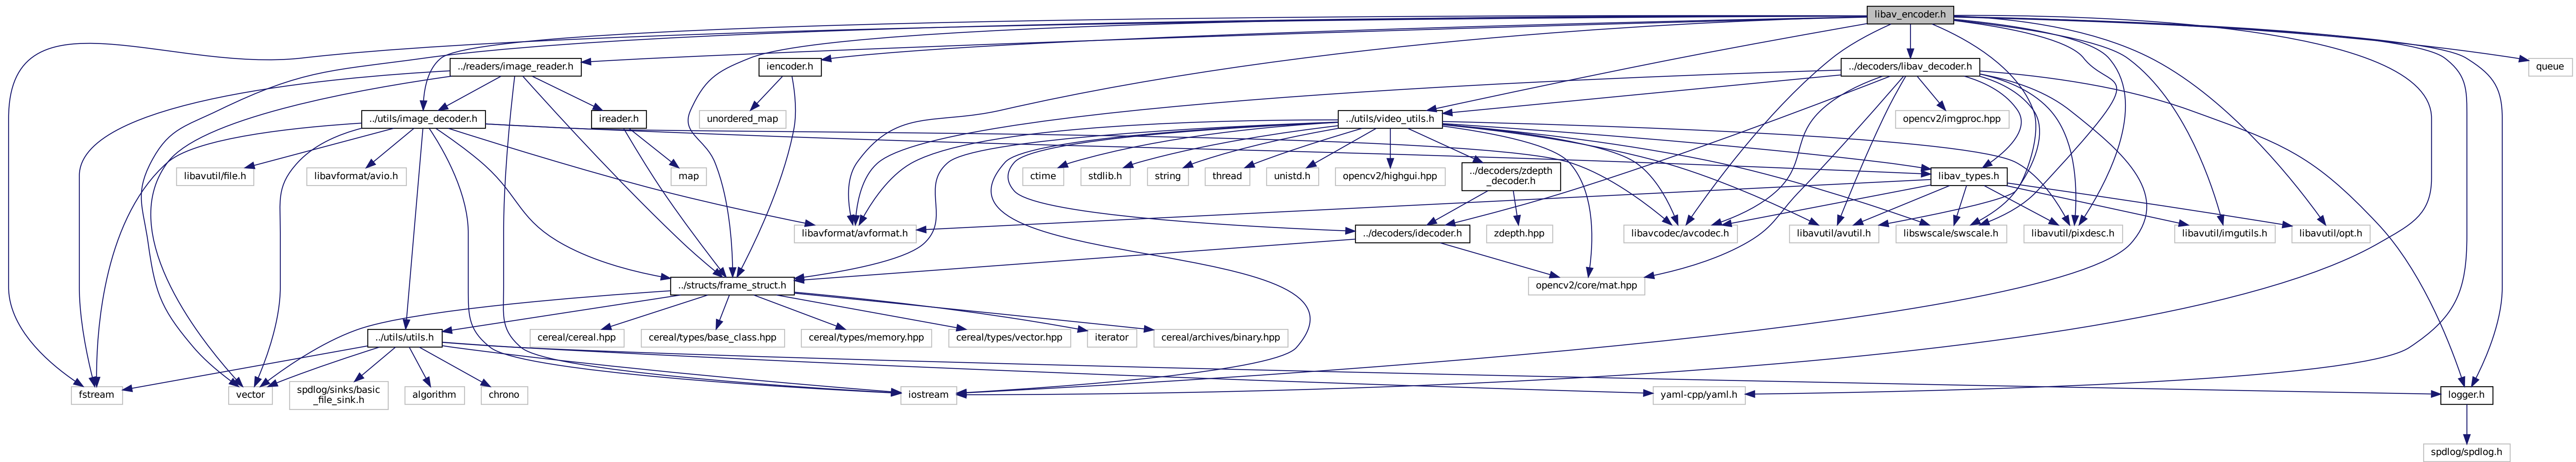 libav_encoder.h
../readers/image_reader.h
iencoder.h
../decoders/libav_decoder.h
queue
../utils/image_decoder.h
ireader.h
unordered_map
../utils/video_utils.h
opencv2/imgproc.hpp
libavutil/file.h
libavformat/avio.h
map
ctime
stdlib.h
string
thread
unistd.h
opencv2/highgui.hpp
../decoders/zdepth
_decoder.h
libav_types.h
libavformat/avformat.h
../decoders/idecoder.h
zdepth.hpp
libavcodec/avcodec.h
libavutil/avutil.h
libswscale/swscale.h
libavutil/pixdesc.h
libavutil/imgutils.h
libavutil/opt.h
../structs/frame_struct.h
opencv2/core/mat.hpp
../utils/utils.h
cereal/cereal.hpp
cereal/types/base_class.hpp
cereal/types/memory.hpp
cereal/types/vector.hpp
iterator
cereal/archives/binary.hpp
fstream
vector
spdlog/sinks/basic
_file_sink.h
algorithm
chrono
iostream
yaml-cpp/yaml.h
logger.h
spdlog/spdlog.h